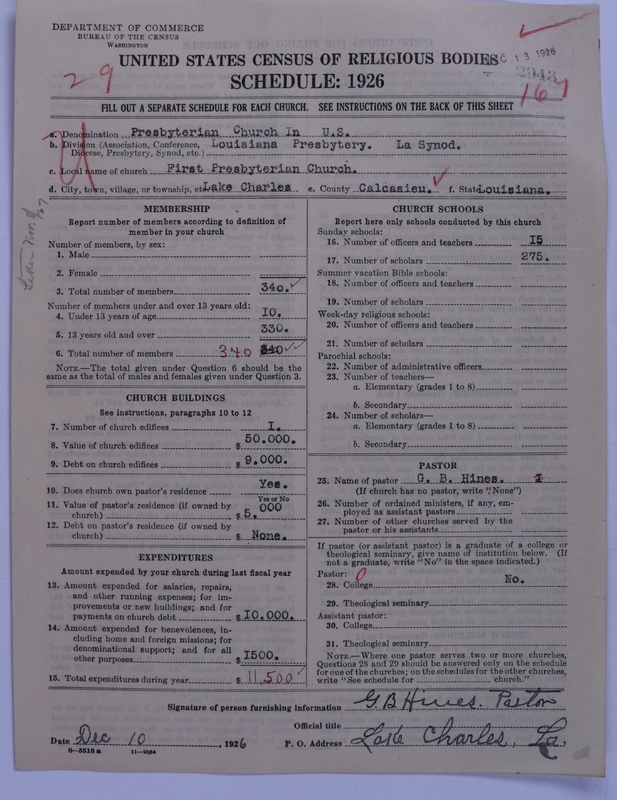 DEPARTMENT OF COMMERCE
BUREAU OF THE CENSUS
WASHINGTON
UNITED STATES CENSUS OF RELIGIOUS BODIES
SCHEDULE: 1926
13 1926
2943
29
167
FILL OUT A SEPARATE SCHEDULE FOR EACH CHURCH. SEE INSTRUCTIONS ON THE BACK OF THIS SHEET
a. Denomination Presbyterian Church In U.S.
b. Division (Association, Conference, Diocese, Presbytery, Synod, etc.) Louisiana Presbytery. La Synod.
c. Local name of church First Presbyterian Church.
d. City, town, village, or township, etc Lake Charles e. County Calcasieu. f. State Louisiana.
MEMBERSHIP
Report number of members according to definition of
member in your church
Number of members, by sex:
1. Male
2. Female
3. Total number of members 340.
Number of members under and over 13 years old:
4. Under 13 years of age 10.
5. 13 years old and over 330.
6. Total number of members 340 340
NOTE.—The total given under Question 6 should be the
same as the total of males and females given under Question 3.
CHURCH BUILDINGS
See instructions, paragraphs 10 to 12
7. Number of church edifices I.
8. Value of church edifices $ 50.000.
9. Debt on church edifices $ 9.000.
10. Does church own pastor's residence Yes.
Yes or No
11. Value of pastor's residence (if owned by
church) $ 5. 000
12. Debt on pastor's residence (if owned by
church) $ None.
EXPENDITURES
Amount expended by your church during last fiscal year
13. Amount expended for salaries, repairs,
and other running expenses; for im-
provements or new buildings; and for
payments on church debt $ 10.000.
14. Amount expended for benevolences, in-
cluding home and foreign missions; for
denominational support; and for all
other purposes $ 1500.
15. Total expenditures during year $ 11,500
CHURCH SCHOOLS
Report here only schools conducted by this church
Sunday schools:
16. Number of officers and teachers 15
17. Number of scholars 275.
Summer vacation Bible schools:
18. Number of officers and teachers
19. Number of scholars
Week-day religious schools:
20. Number of officers and teachers
21. Number of scholars
Parochial schools:
22. Number of administrative officers
23. Number of teachers—
a. Elementary (grades 1 to 8)
b. Secondary
24. Number of scholars—
a. Elementary (grades 1 to 8)
b. Secondary
PASTOR
25. Name of pastor G. B. Hines.
(If church has no pastor, write "None")
26. Number of ordained ministers, if any, em-
ployed as assistant pastors
27. Number of other churches served by the
pastor or his assistants
If pastor (or assistant pastor) is a graduate of a college or
theological seminary, give name of institution below. (If
not a graduate, write "No" in the space indicated.)
Pastor: 0
28. College No.
29. Theological seminary
Assistant pastor:
30. College
31. Theological seminary
NOTE.—Where one pastor serves two or more churches,
Questions 28 and 29 should be answered only on the schedule
for one of the churches; on the schedules for the other churches,
write "See schedule for church."
Signature of person furnishing information G. B Hines. Pastor
Official title
Date Dec 10, 1926 P. O. Address Lake Charles, La.
8—5518 a 11—9064